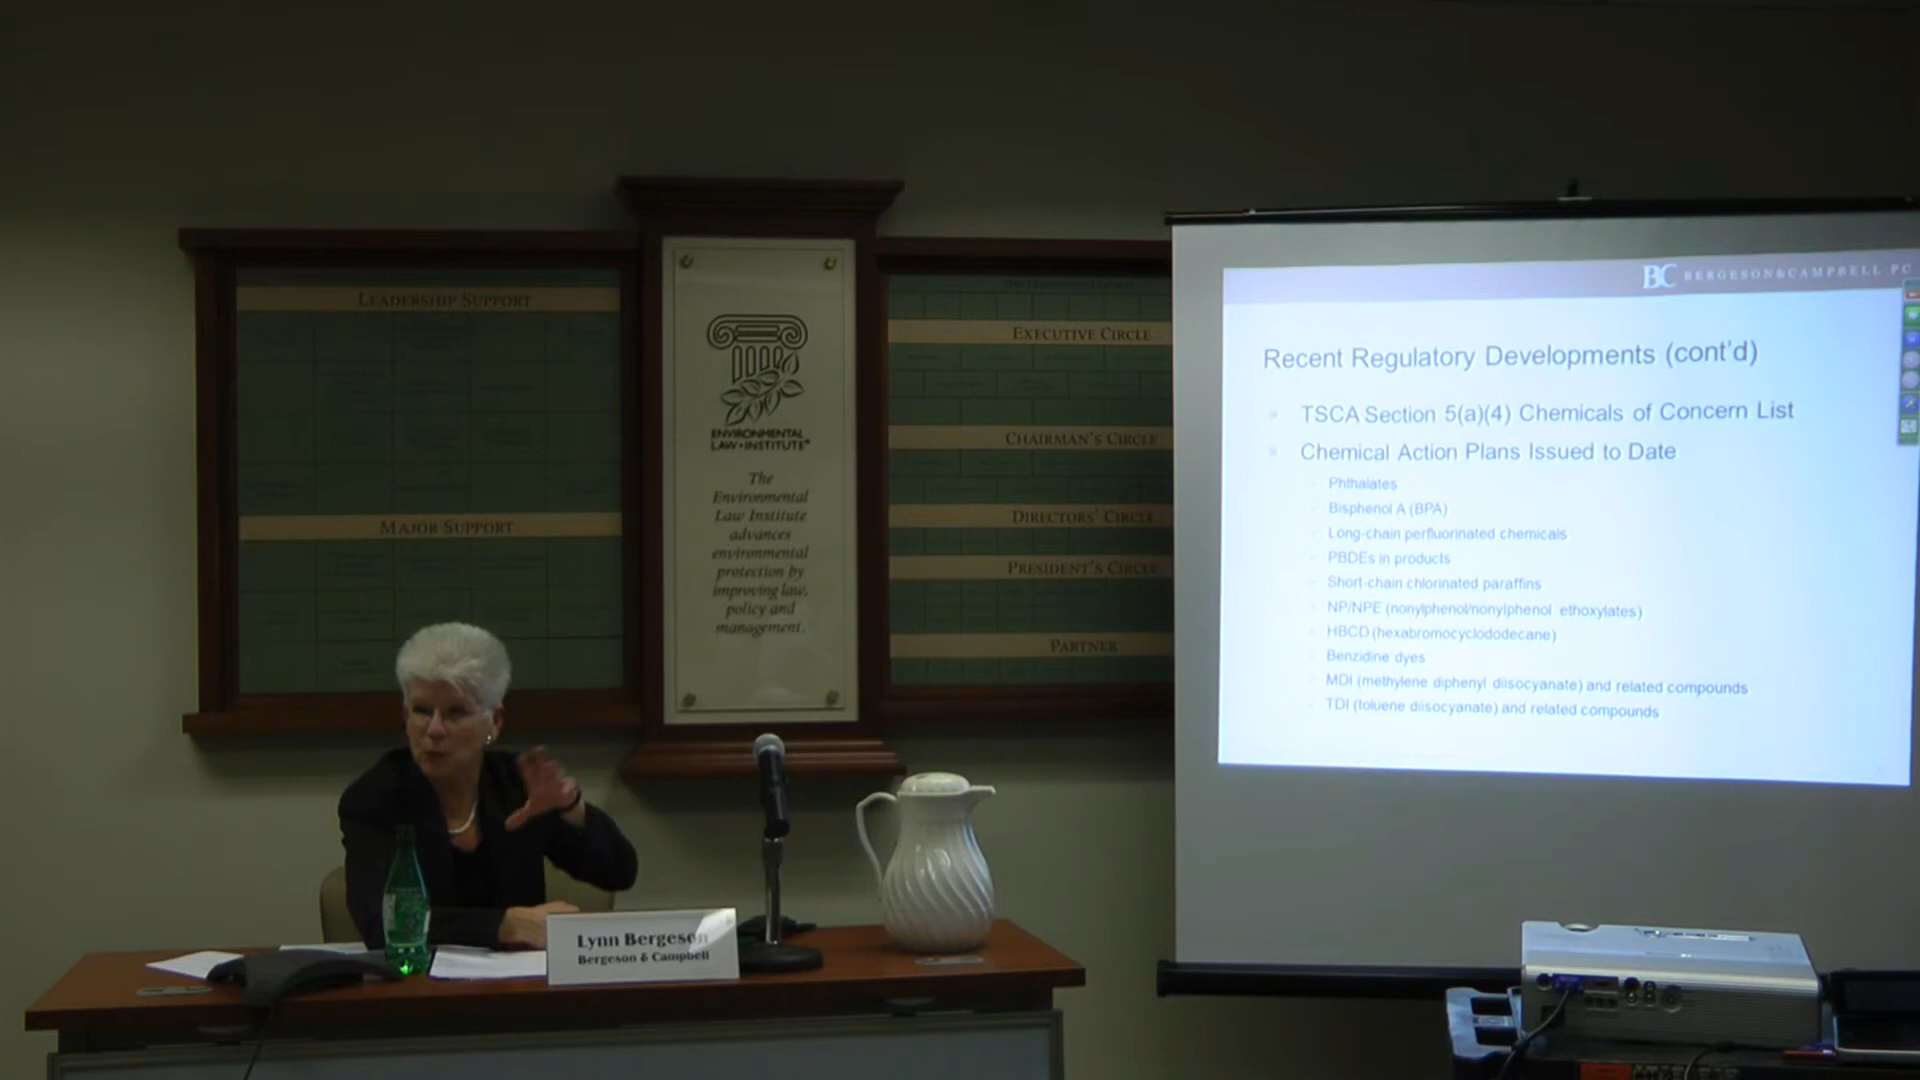 LEADERSHIP SUPPORT
MAJOR SUPPORT
ENVIRONMENTAL
LAW•INSTITUTE®
The
Environmental
Law Institute
advances
environmental
protection by
improving law,
policy and
management.
EXECUTIVE CIRCLE
CHAIRMAN'S CIRCLE
DIRECTORS' CIRCLE
PRESIDENT'S CIRCLE
PARTNER
BC BERGESON&CAMPBELL PC
Recent Regulatory Developments (cont'd)
TSCA Section 5(a)(4) Chemicals of Concern List
Chemical Action Plans Issued to Date
Phthalates
Bisphenol A (BPA)
Long-chain perfluorinated chemicals
PBDEs in products
Short-chain chlorinated paraffins
NP/NPE (nonylphenol/nonylphenol ethoxylates)
HBCD (hexabromocyclododecane)
Benzidine dyes
MDI (methylene diphenyl diisocyanate) and related compounds
TDI (toluene diisocyanate) and related compounds
Lynn Bergeson
Bergeson & Campbell